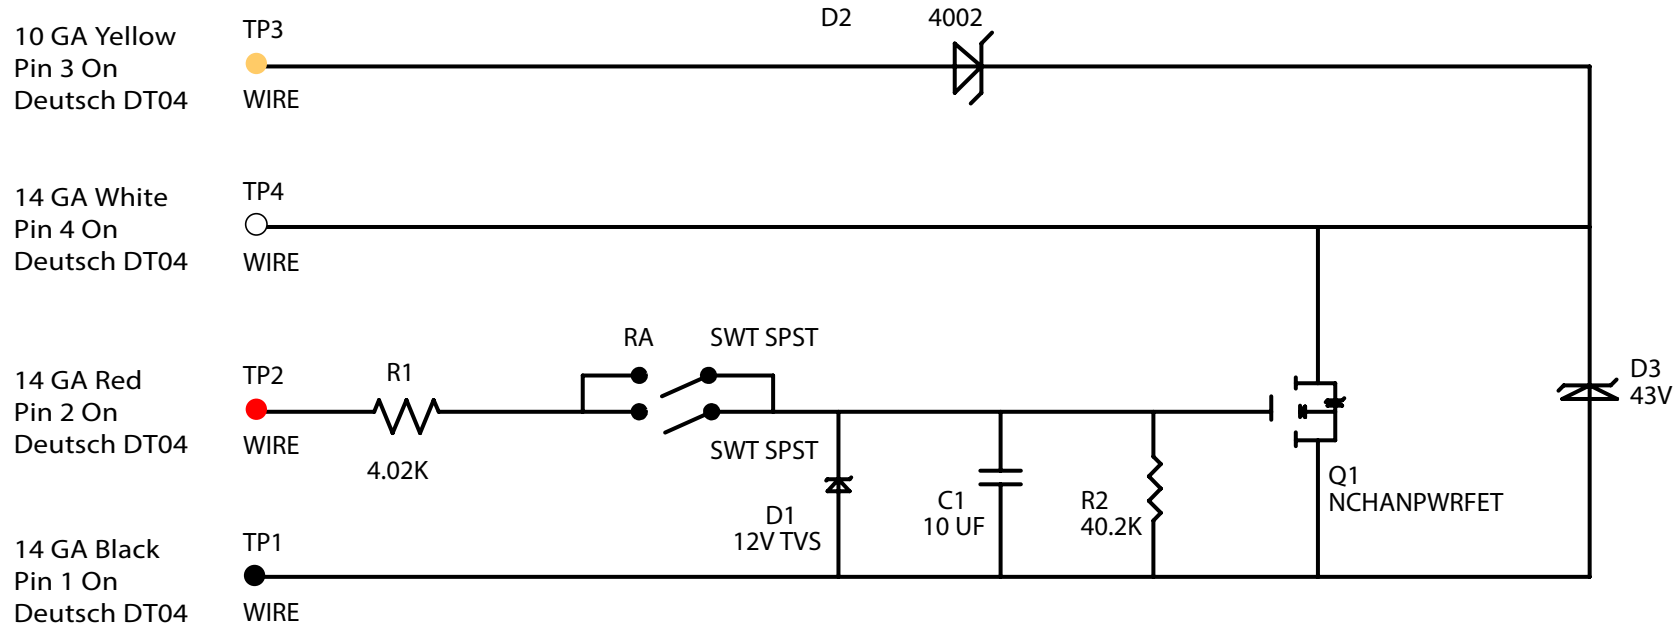 D2
4002
10 GA Yellow
Pin 3 On
Deutsch DT04
TP3
WIRE
14 GA White
Pin 4 On
Deutsch DT04
TP4
WIRE
14 GA Red
Pin 2 On
Deutsch DT04
TP2
WIRE
R1
4.02K
RA
SWT SPST
SWT SPST
D1
12V TVS
C1
10 UF
R2
40.2K
Q1
NCHANPWRFET
D3
43V
14 GA Black
Pin 1 On
Deutsch DT04
TP1
WIRE